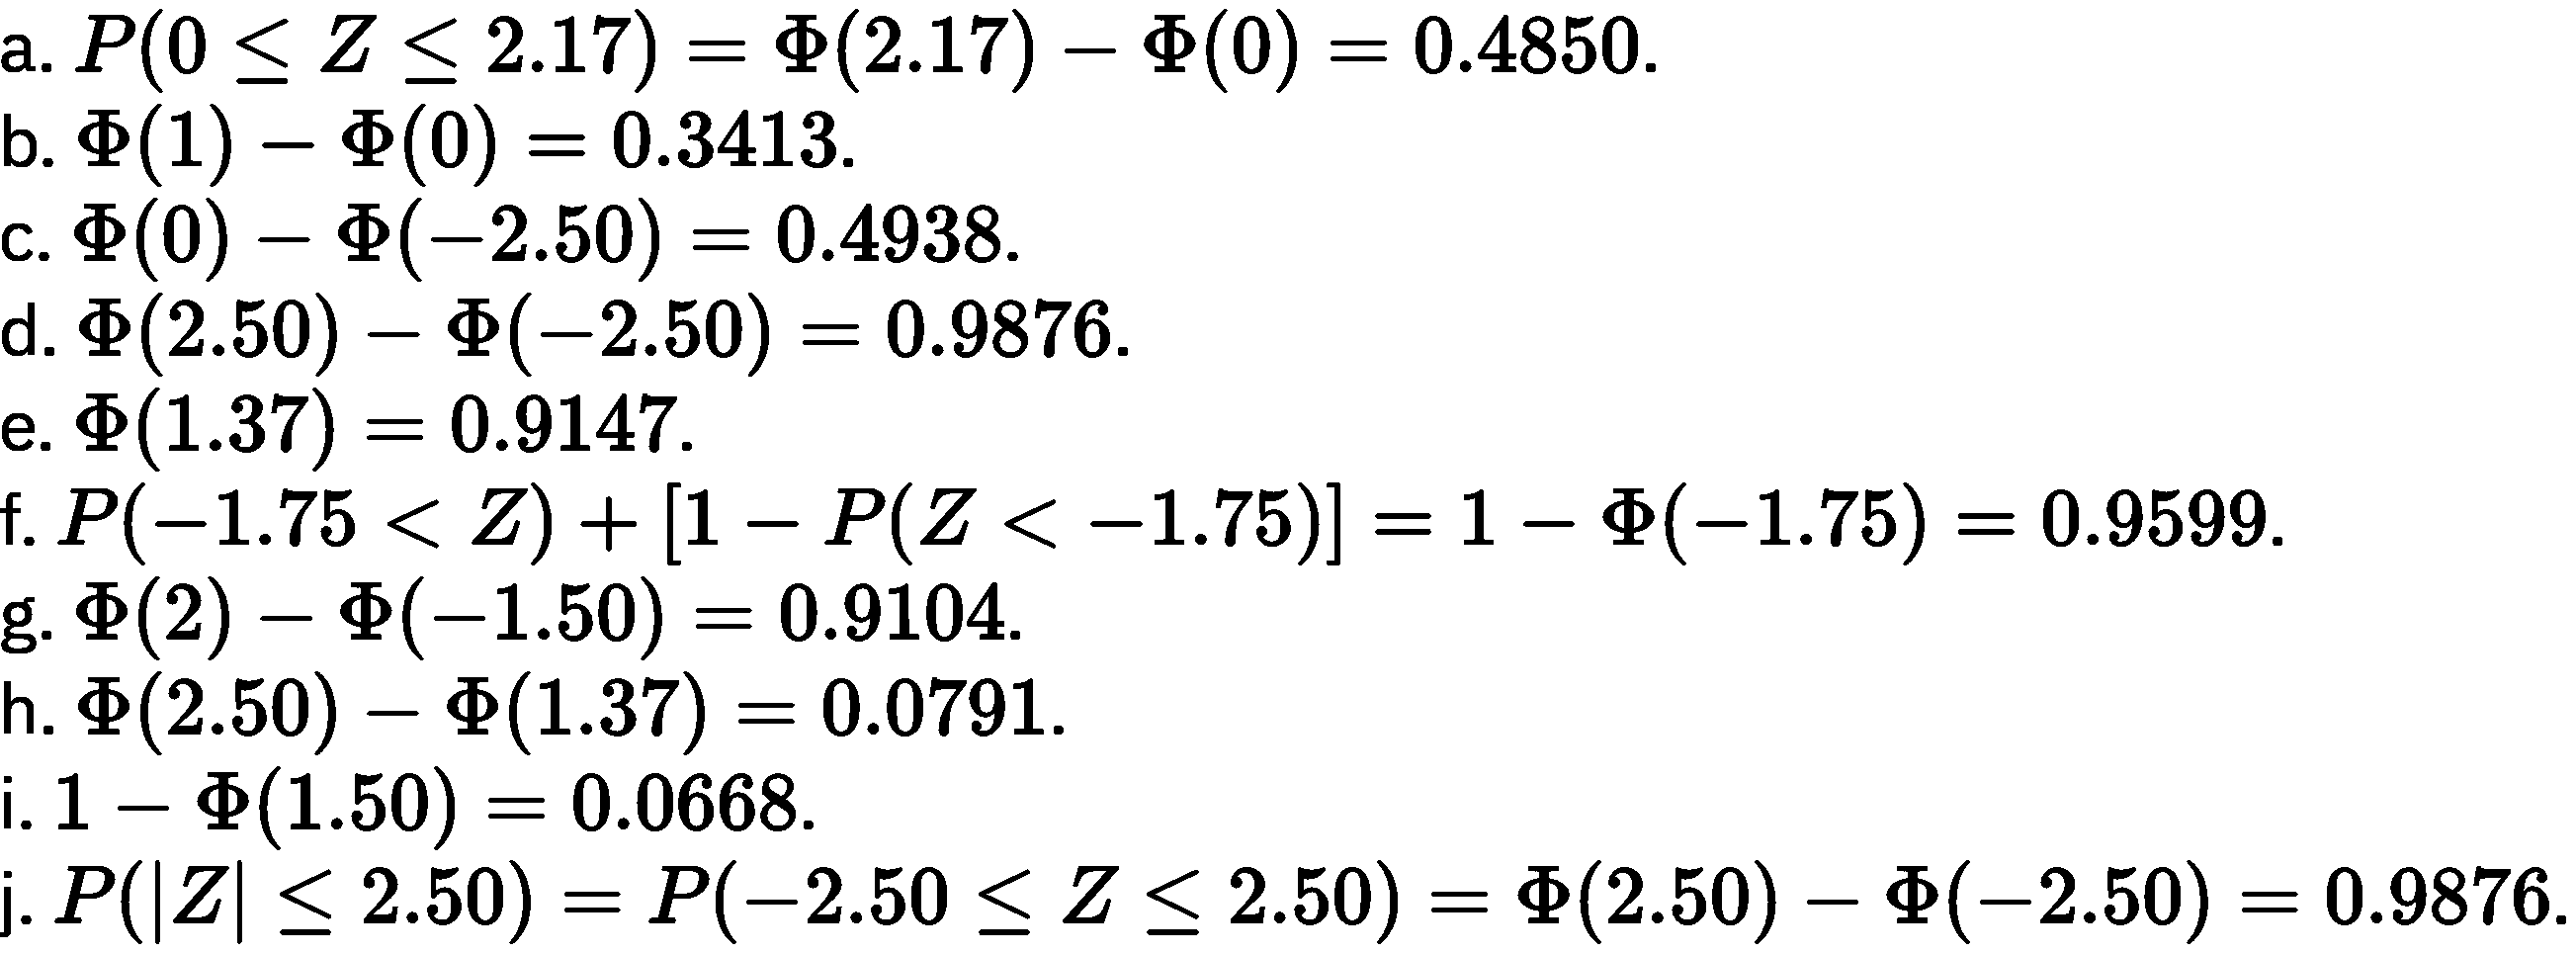 a. P(0 ≤ Z ≤ 2.17) = Φ(2.17) − Φ(0) = 0.4850.
b. Φ(1) − Φ(0) = 0.3413.
c. Φ(0) − Φ(−2.50) = 0.4938.
d. Φ(2.50) − Φ(−2.50) = 0.9876.
e. Φ(1.37) = 0.9147.
f. P(−1.75 < Z) + [1 − P(Z < −1.75)] = 1 − Φ(−1.75) = 0.9599.
g. Φ(2) − Φ(−1.50) = 0.9104.
h. Φ(2.50) − Φ(1.37) = 0.0791.
i. 1 − Φ(1.50) = 0.0668.
j. P(|Z| ≤ 2.50) = P(−2.50 ≤ Z ≤ 2.50) = Φ(2.50) − Φ(−2.50) = 0.9876.